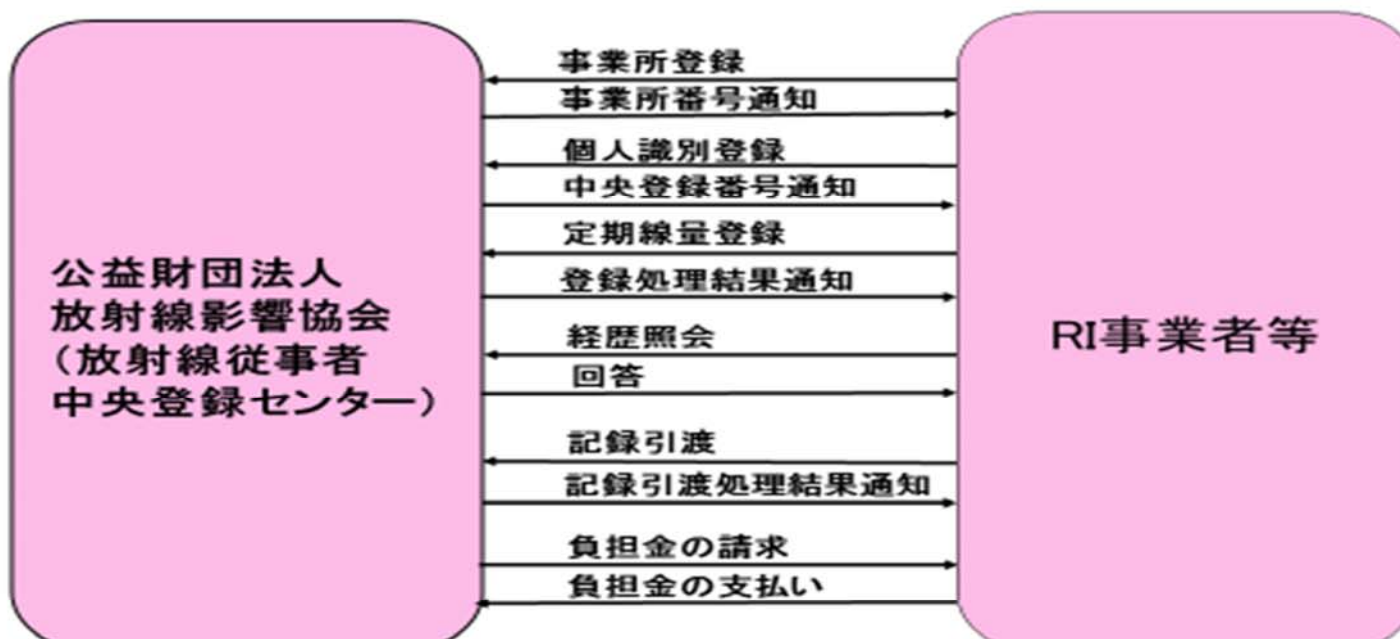 事業所登録
事業所番号通知
個人識別登録
中央登録番号通知
定期線量登録
登録処理結果通知
経歴照会
回答
記録引渡
記録引渡処理結果通知
負担金の請求
負担金の支払い
公益財団法人
放射線影響協会
（放射線従事者
中央登録センター）
RI事業者等